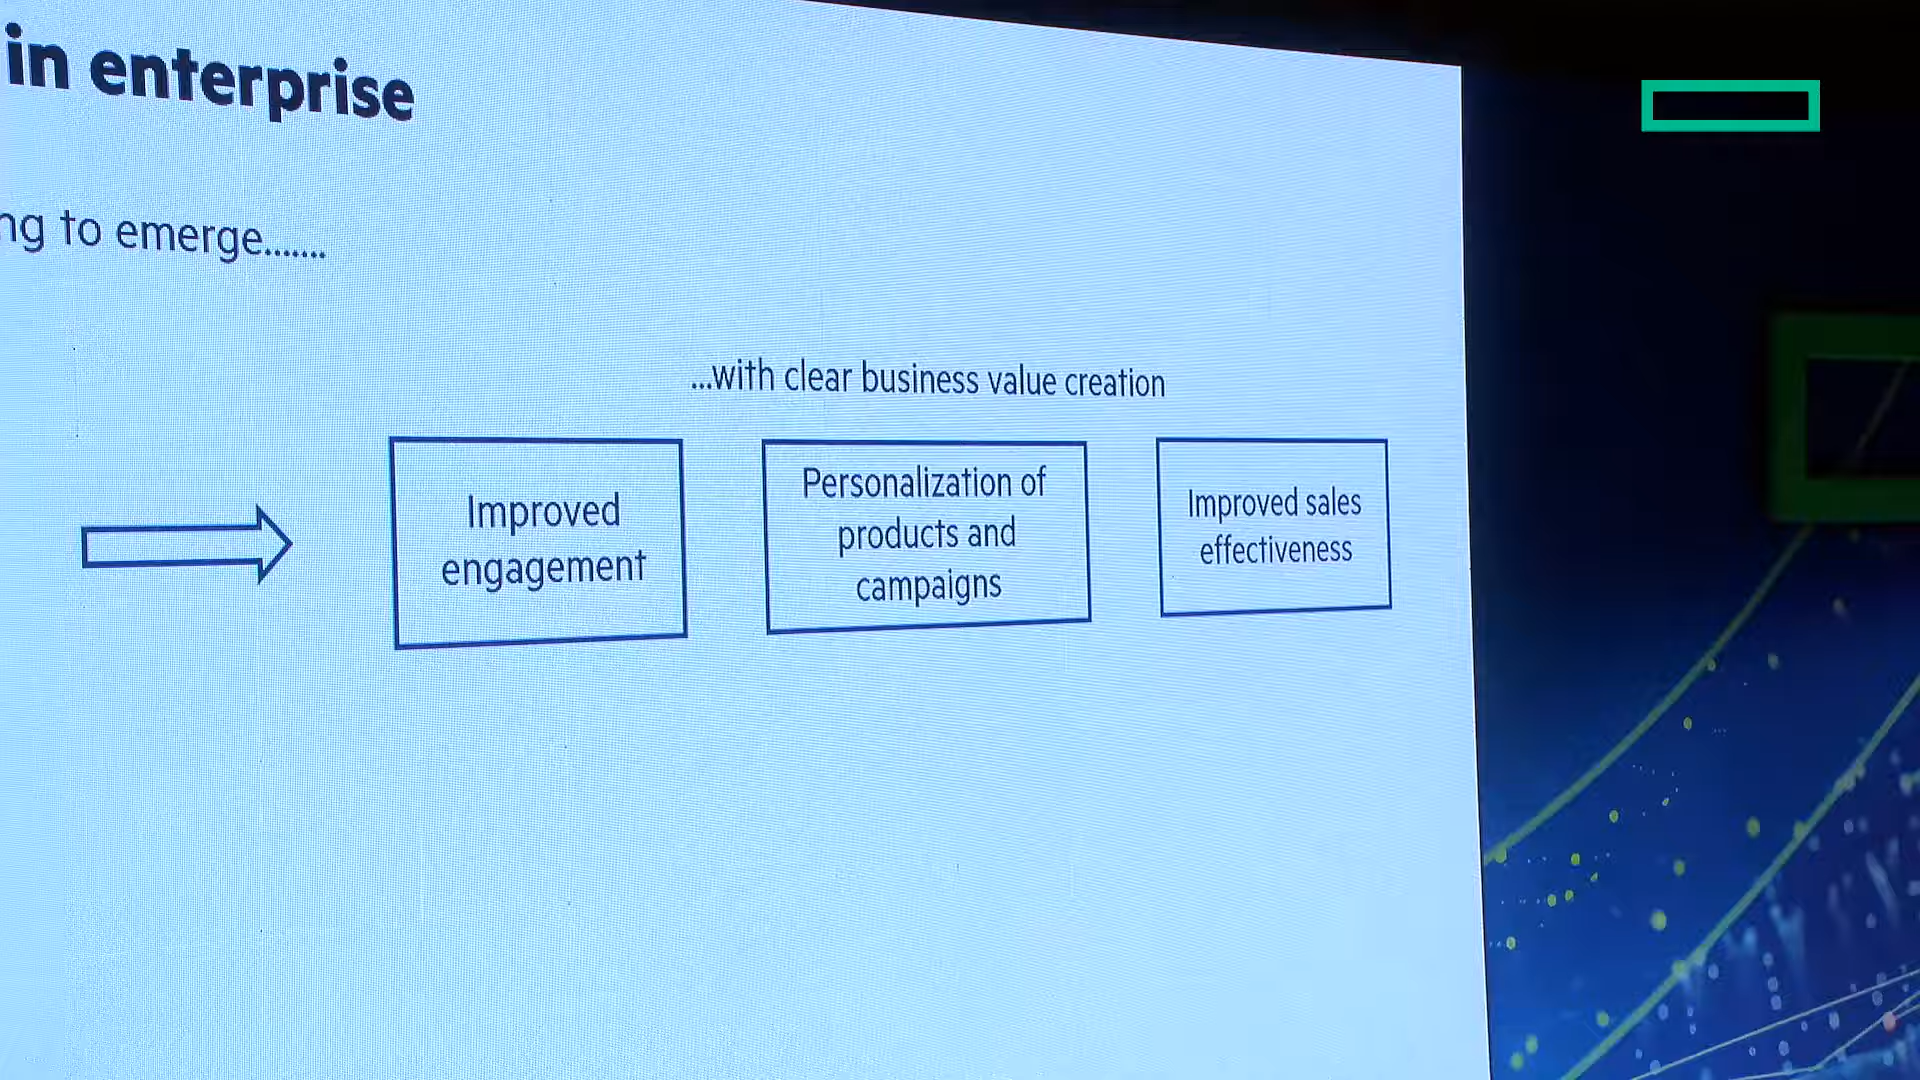 in enterprise
ng to emerge.......
...with clear business value creation
Improved
engagement
Personalization of
products and
campaigns
Improved sales
effectiveness